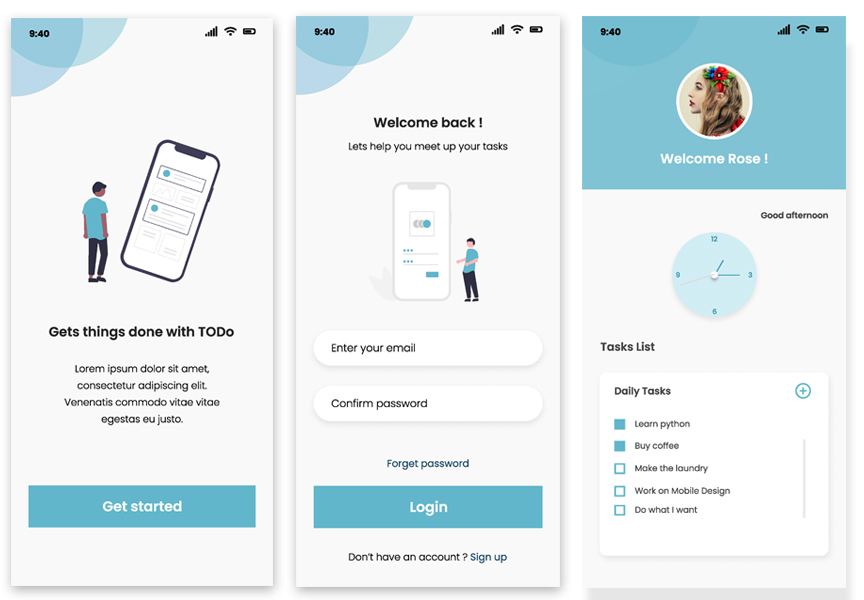 9:40
Gets things done with TODo
Lorem ipsum dolor sit amet,
consectetur adipiscing elit.
Venenatis commodo vitae vitae
egestas eu justo.
Get started
9:40
Welcome back !
Lets help you meet up your tasks
Enter your email
Confirm password
Forget password
Login
Don't have an account ? Sign up
9:40
Welcome Rose !
Good afternoon
12
9
3
6
Tasks List
Daily Tasks
Learn python
Buy coffee
Make the laundry
Work on Mobile Design
Do what I want